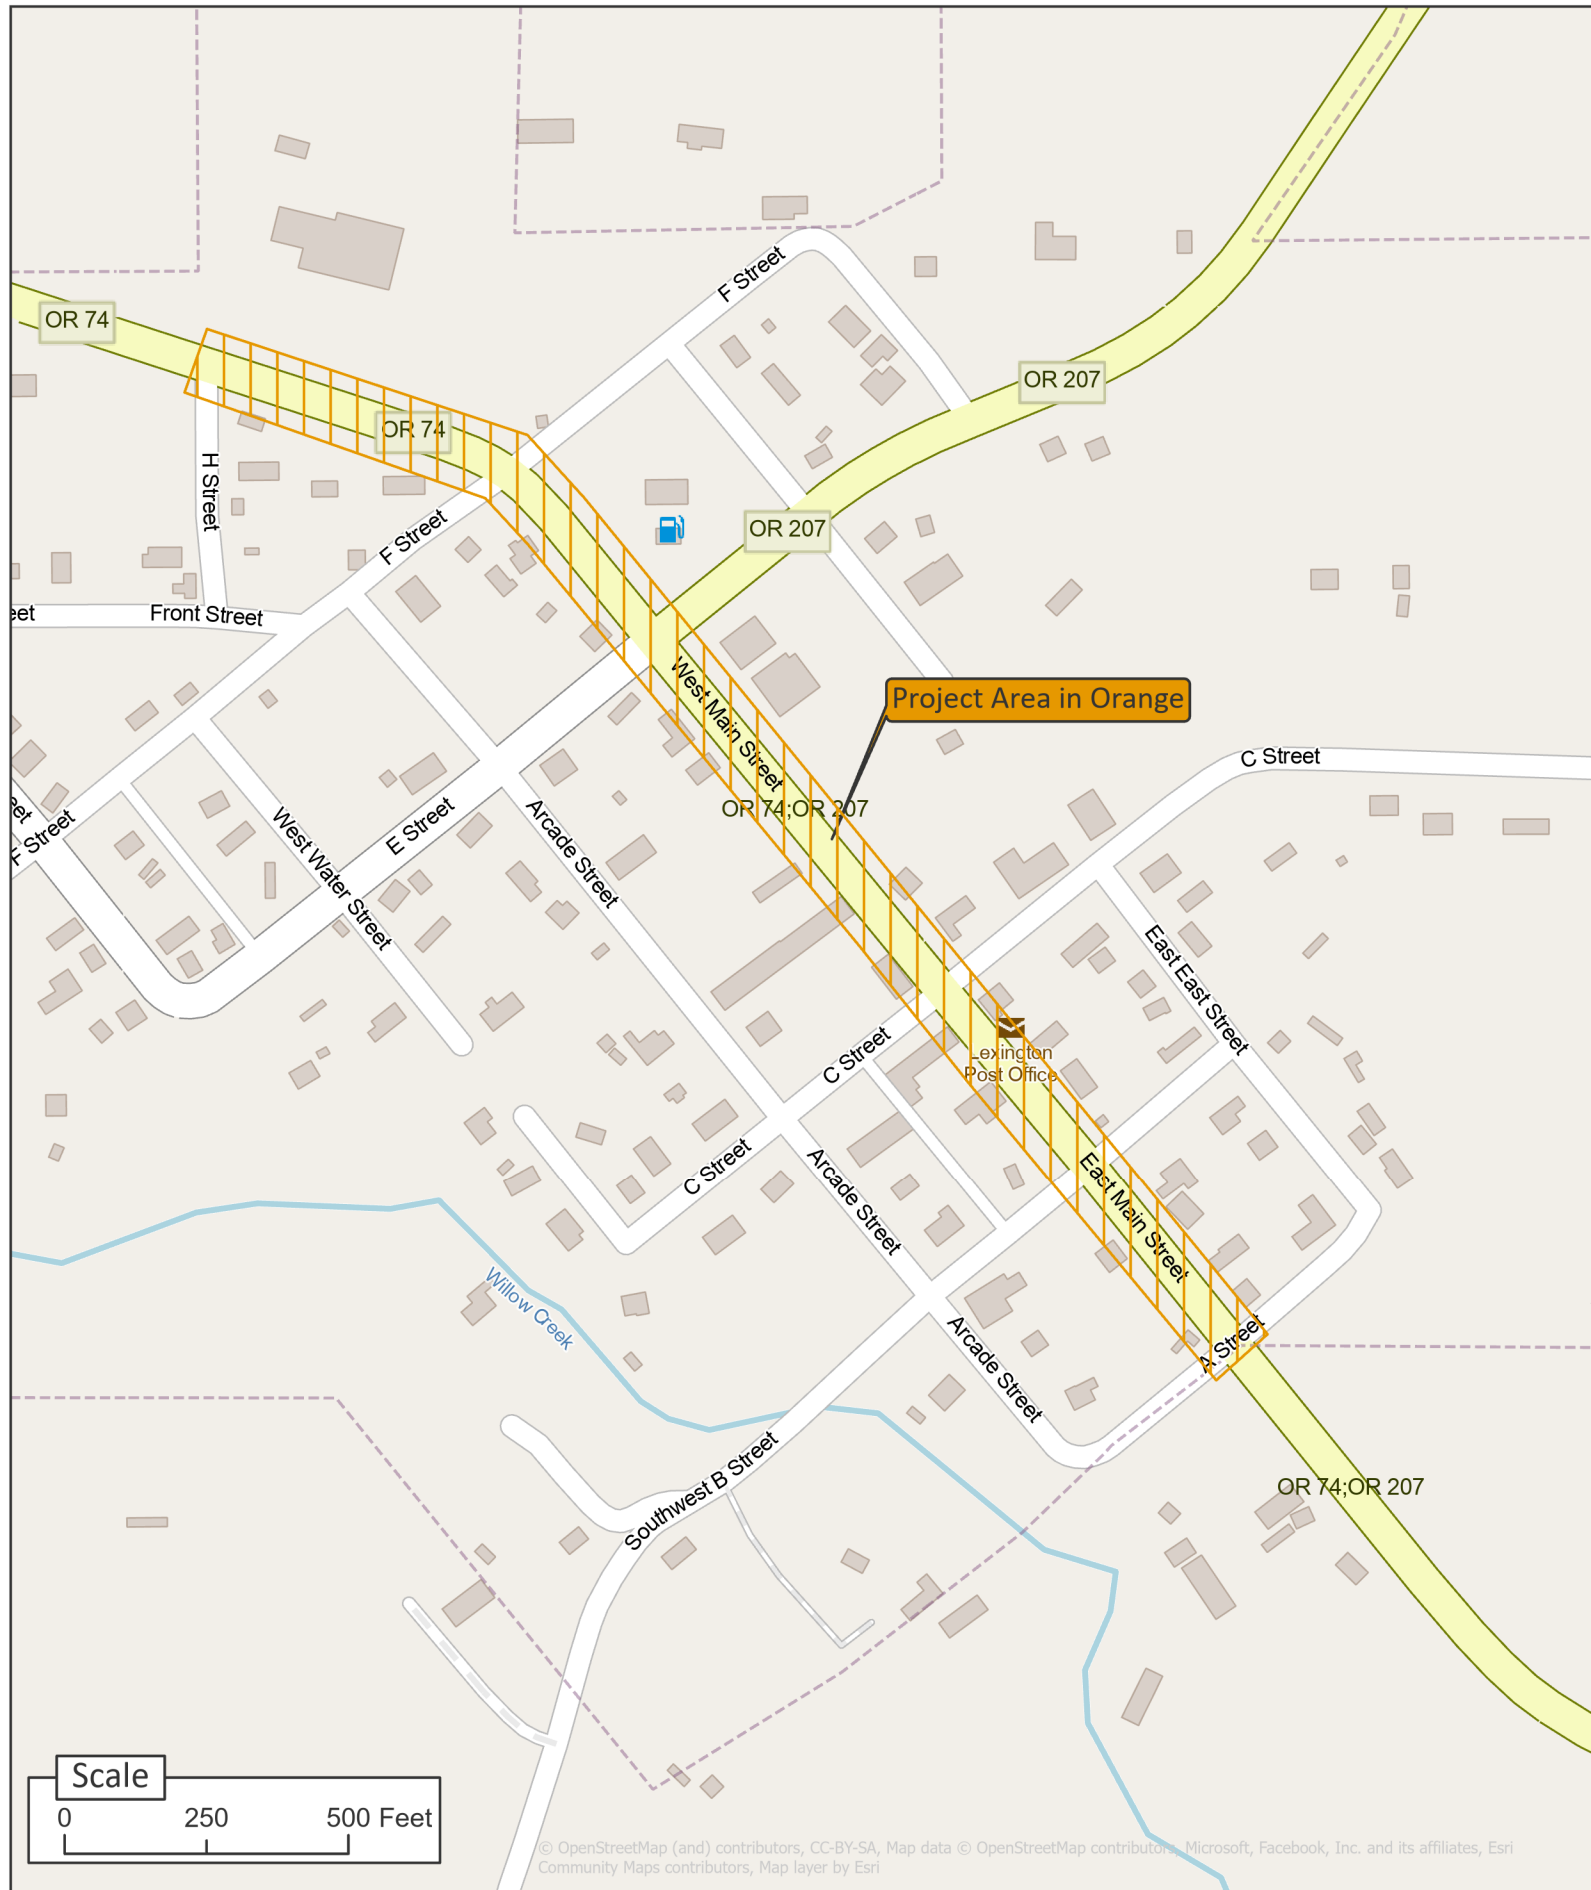 F Street
OR 74
OR 207
OR 74
H Street
F Street
OR 207
Front Street
eet
West Main Street
Project Area in Orange
C Street
OR 74;OR 207
eet
F Street
West Water Street
E Street
Arcade Street
East East Street
C Street
Lexington
Post Office
C Street
Arcade Street
East Main Street
Willow Creek
Arcade Street
A Street
Southwest B Street
OR 74;OR 207
Scale
0 250 500 Feet
© OpenStreetMap (and) contributors, CC-BY-SA, Map data © OpenStreetMap contributors, Microsoft, Facebook, Inc. and its affiliates, Esri
Community Maps contributors, Map layer by Esri